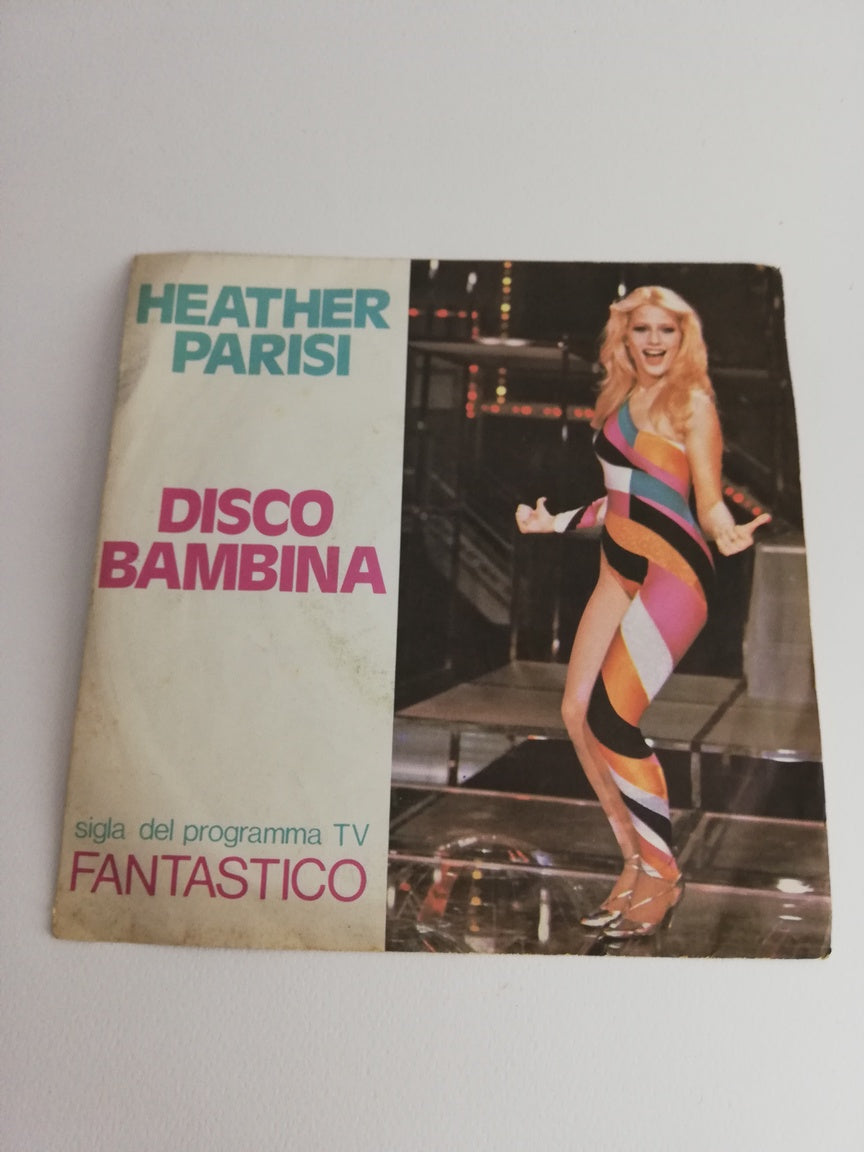 HEATHER
PARISI
DISCO
BAMBINA
sigla del programma TV
FANTASTICO